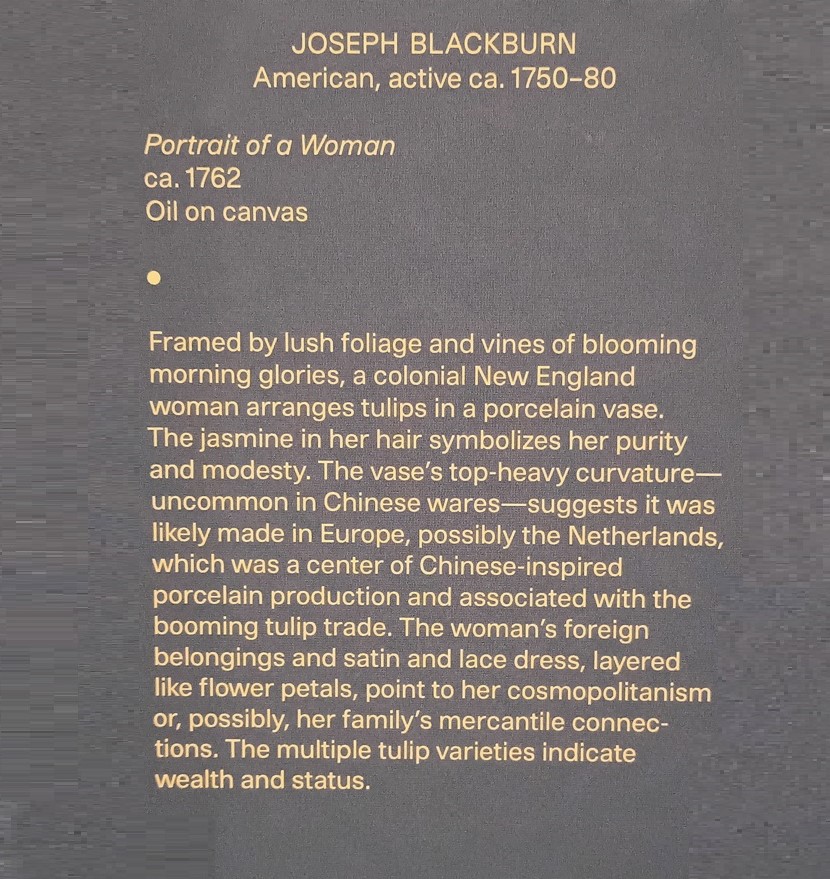 JOSEPH BLACKBURN
American, active ca. 1750–80
Portrait of a Woman
ca. 1762
Oil on canvas
Framed by lush foliage and vines of blooming
morning glories, a colonial New England
woman arranges tulips in a porcelain vase.
The jasmine in her hair symbolizes her purity
and modesty. The vase’s top-heavy curvature—
uncommon in Chinese wares—suggests it was
likely made in Europe, possibly the Netherlands,
which was a center of Chinese-inspired
porcelain production and associated with the
booming tulip trade. The woman’s foreign
belongings and satin and lace dress, layered
like flower petals, point to her cosmopolitanism
or, possibly, her family’s mercantile connec-
tions. The multiple tulip varieties indicate
wealth and status.